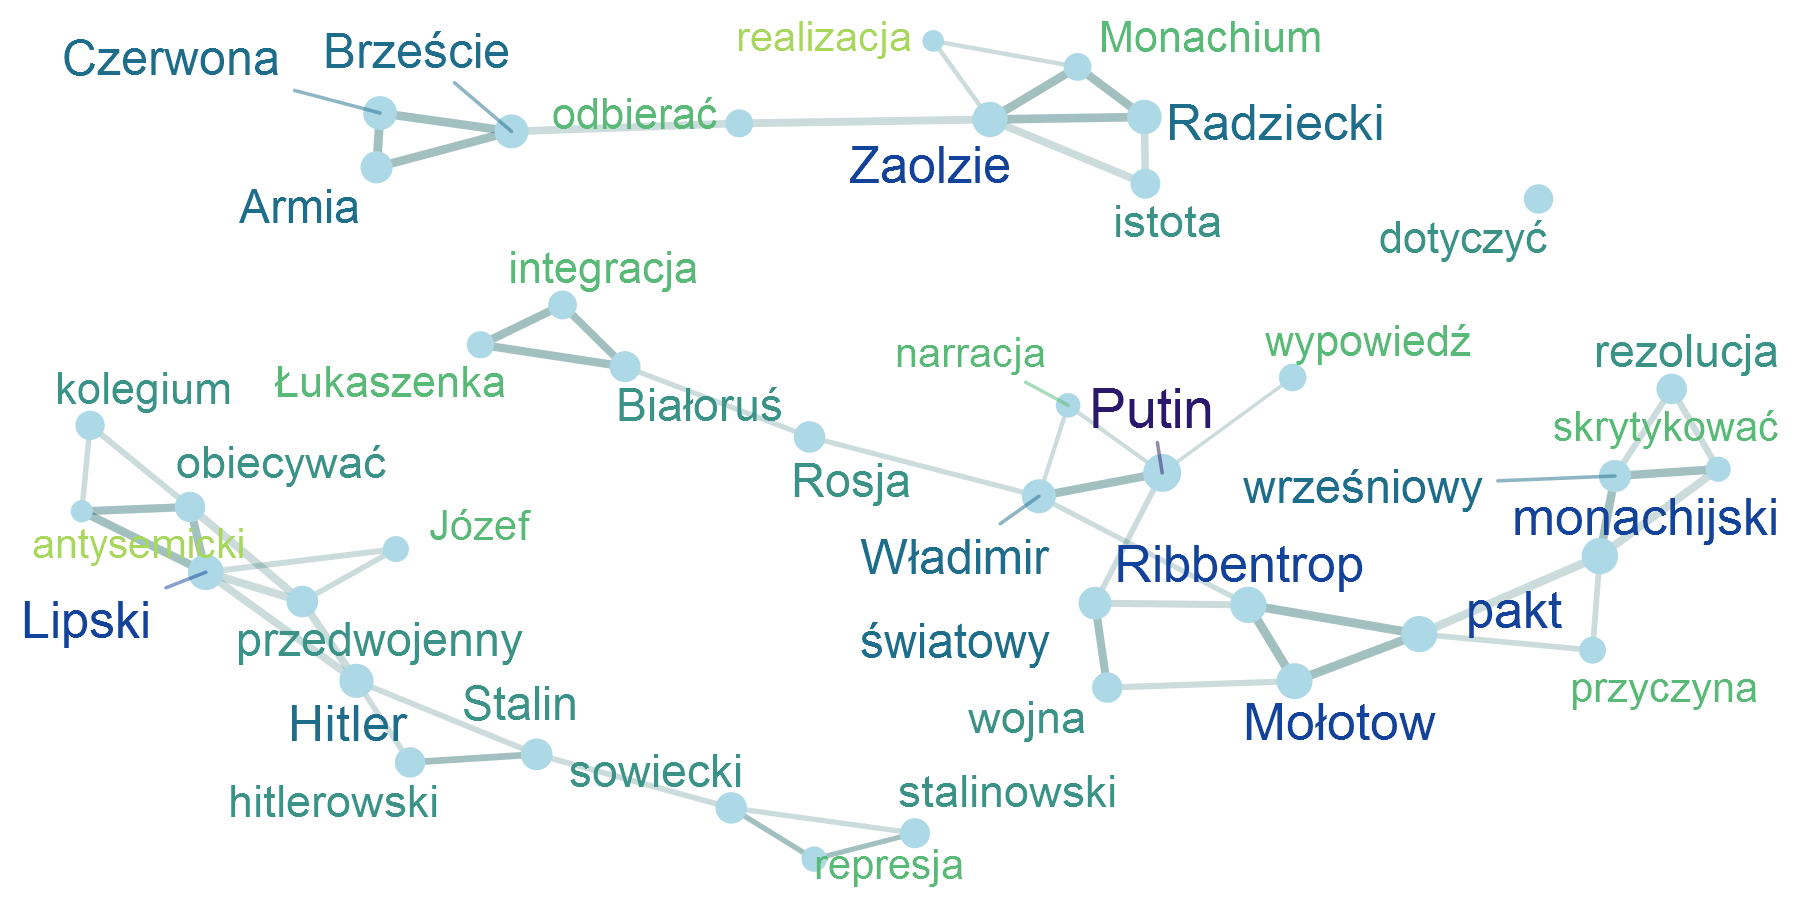 realizacja
Monachium
Czerwona
Brzeście
odbierać
Radziecki
Zaolzie
Armia
istota
dotyczyć
integracja
narracja
wypowiedź
rezolucja
kolegium
Łukaszenka
Białoruś
Putin
skrytykować
obiecywać
Rosja
wrześniowy
monachijski
antysemicki
Józef
Władimir
Ribbentrop
Lipski
przedwojenny
światowy
pakt
Hitler
Stalin
wojna
Mołotow
przyczyna
hitlerowski
sowiecki
stalinowski
represja